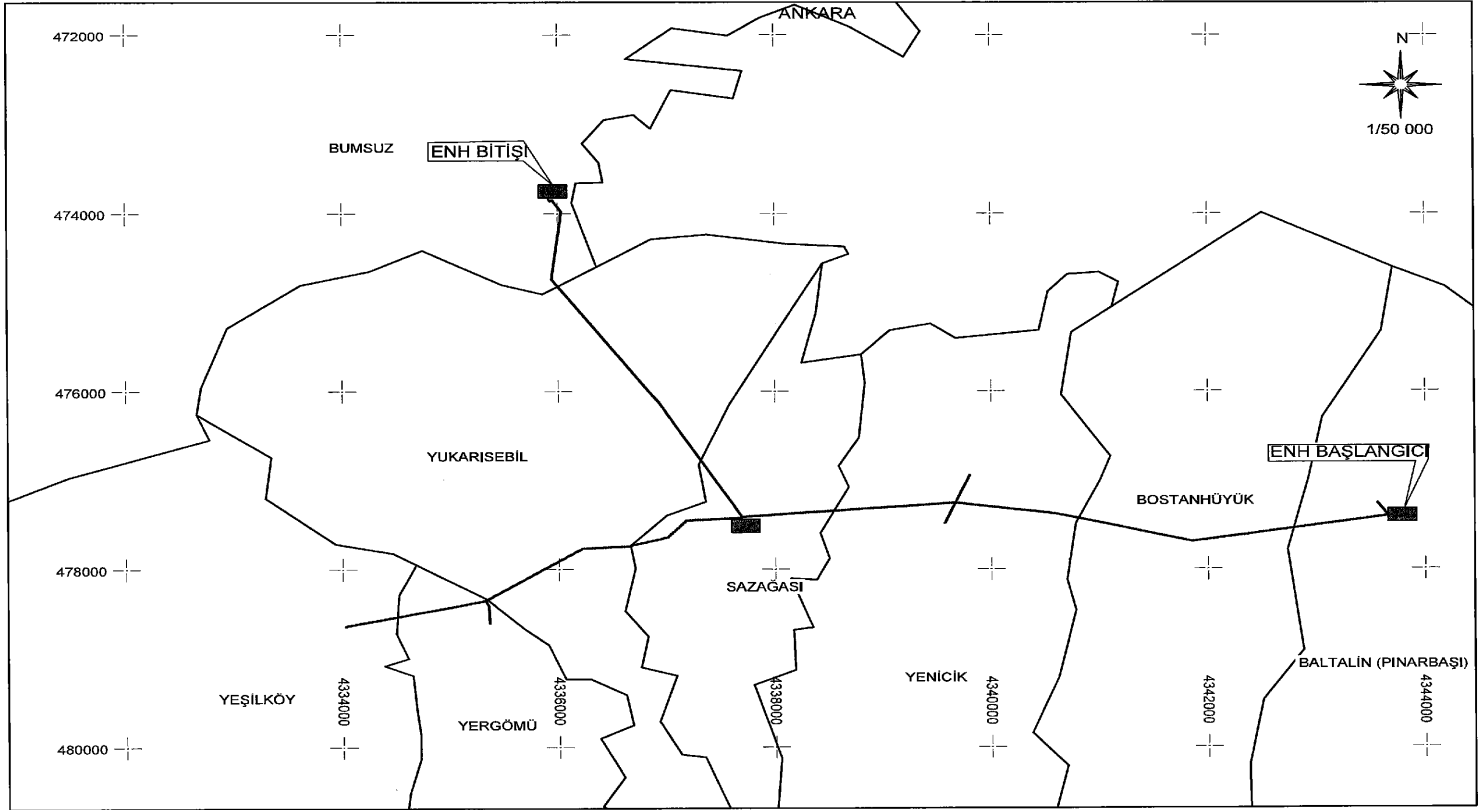 ANKARA
472000
N
1/50 000
BUMSUZ
ENH BİTİŞİ
474000
476000
YUKARISEBİL
ENH BAŞLANGICI
BOSTANHÜYÜK
478000
SAZAĞASI
BALTALİN (PINARBAŞI)
YENİCİK
YEŞİLKÖY
YERGÖMÜ
4334000
4336000
4338000
4340000
4342000
4344000
480000